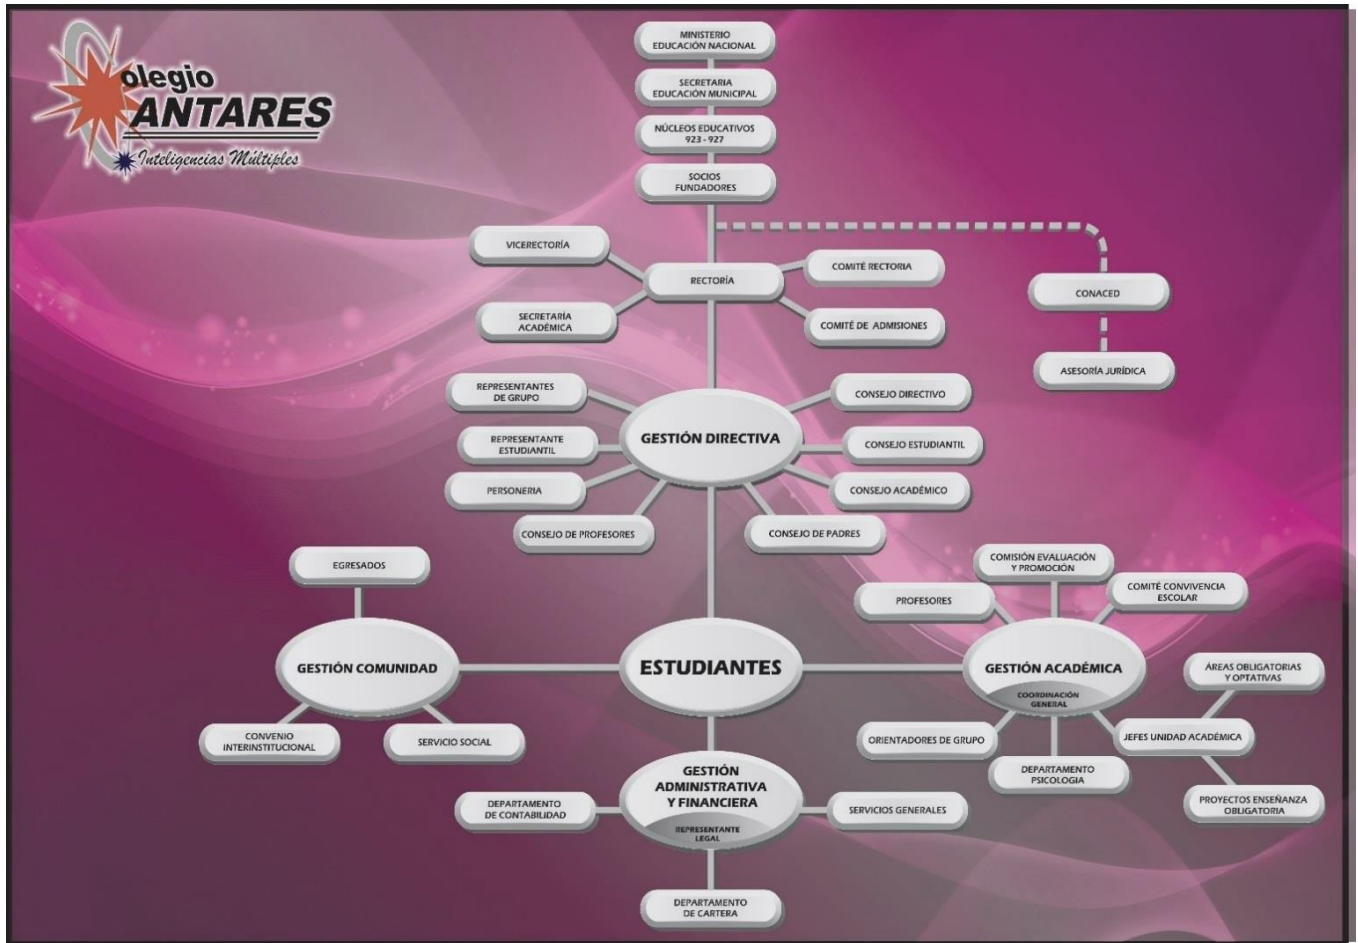 Colegio
ANTARES
Inteligencias Múltiples
MINISTERIO
EDUCACIÓN NACIONAL
SECRETARIA
EDUCACIÓN MUNICIPAL
NÚCLEOS EDUCATIVOS
923 - 927
SOCIOS
FUNDADORES
VICERECTORÍA
RECTORÍA
COMITÉ RECTORIA
SECRETARÍA
ACADÉMICA
COMITÉ DE ADMISIONES
CONACED
ASESORÍA JURÍDICA
REPRESENTANTES
DE GRUPO
CONSEJO DIRECTIVO
GESTIÓN DIRECTIVA
REPRESENTANTE
ESTUDIANTIL
CONSEJO ESTUDIANTIL
PERSONERIA
CONSEJO ACADÉMICO
CONSEJO DE PROFESORES
CONSEJO DE PADRES
EGRESADOS
GESTIÓN COMUNIDAD
CONVENIO
INTERINSTITUCIONAL
SERVICIO SOCIAL
ESTUDIANTES
COMISIÓN EVALUACIÓN
Y PROMOCIÓN
PROFESORES
COMITÉ CONVIVENCIA
ESCOLAR
GESTIÓN ACADÉMICA
COORDINACIÓN
GENERAL
ÁREAS OBLIGATORIAS
Y OPTATIVAS
ORIENTADORES DE GRUPO
JEFES UNIDAD ACADÉMICA
DEPARTAMENTO
PSICOLOGIA
PROYECTOS ENSEÑANZA
OBLIGATORIA
GESTIÓN
ADMINISTRATIVA
Y FINANCIERA
REPRESENTANTE
LEGAL
DEPARTAMENTO
DE CONTABILIDAD
SERVICIOS GENERALES
DEPARTAMENTO
DE CARTERA